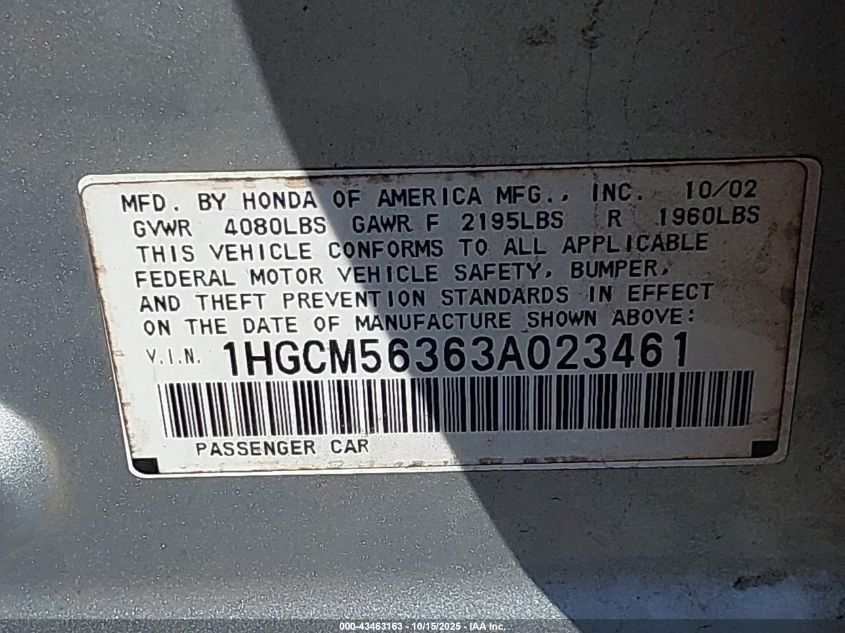 MFD. BY HONDA OF AMERICA MFG., INC. 10/02
GVWR 4080LBS GAWR F 2195LBS R 1960LBS
THIS VEHICLE CONFORMS TO ALL APPLICABLE
FEDERAL MOTOR VEHICLE SAFETY, BUMPER,
AND THEFT PREVENTION STANDARDS IN EFFECT
ON THE DATE OF MANUFACTURE SHOWN ABOVE:
V.I.N. 1HGCM56363A023461
PASSENGER CAR
000-43463163 - 10/15/2025 - IAA Inc.